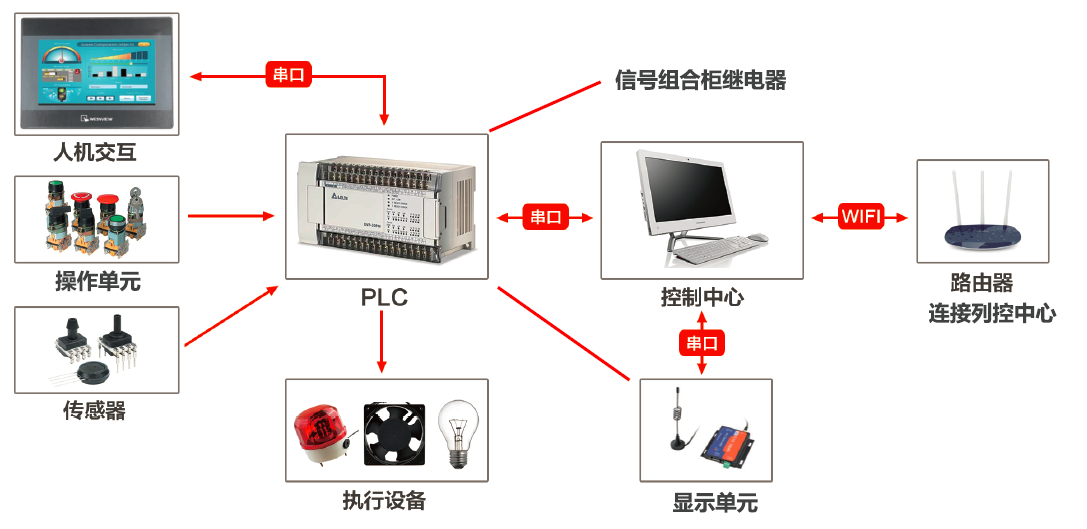 串口
信号组合柜继电器
人机交互
串口
WIFI
操作单元
PLC
控制中心
路由器
连接列控中心
串口
传感器
执行设备
显示单元